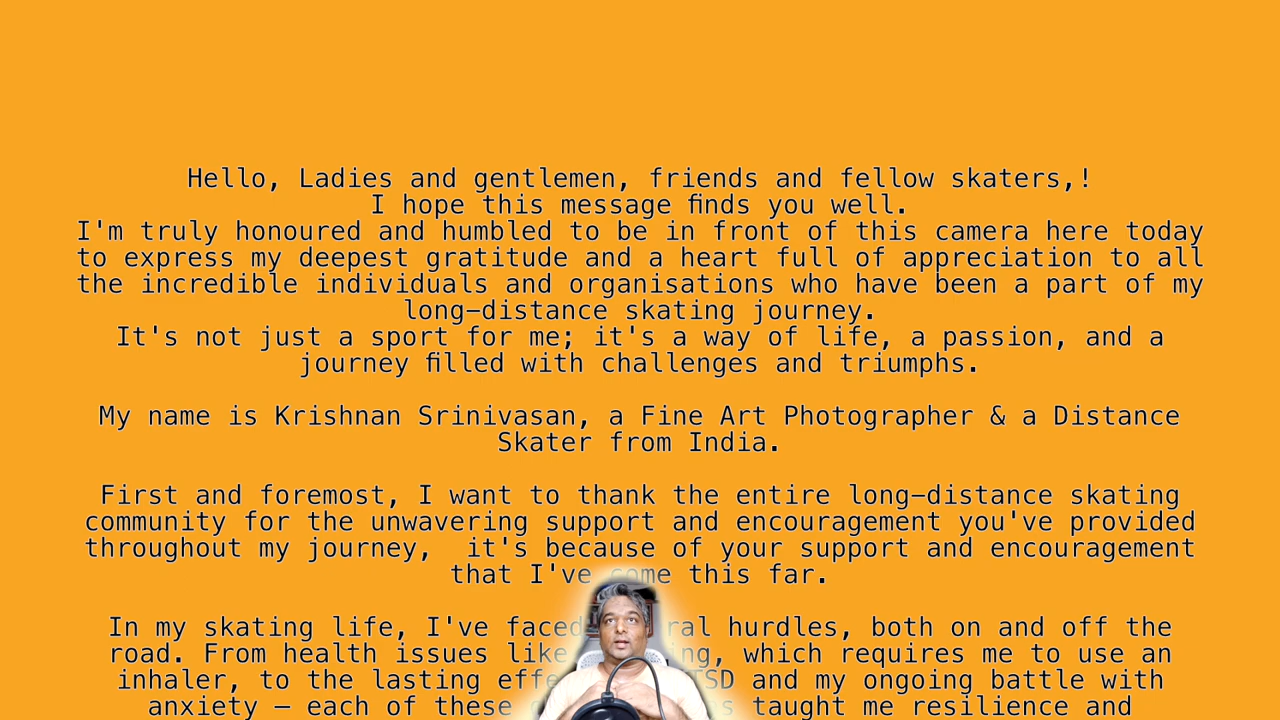 Hello, Ladies and gentlemen, friends and fellow skaters,!
I hope this message finds you well.
I'm truly honoured and humbled to be in front of this camera here today
to express my deepest gratitude and a heart full of appreciation to all
the incredible individuals and organisations who have been a part of my
long–distance skating journey.
It's not just a sport for me; it's a way of life, a passion, and a
journey filled with challenges and triumphs.
My name is Krishnan Srinivasan, a Fine Art Photographer & a Distance
Skater from India.
First and foremost, I want to thank the entire long–distance skating
community for the unwavering support and encouragement you've provided
throughout my journey,  it's because of your support and encouragement
that I've come this far.
In my skating life, I've faced hurdles, both on and off the
road. From health issues like which requires me to use an
inhaler, to the lasting and my ongoing battle with
anxiety – each of these taught me resilience and